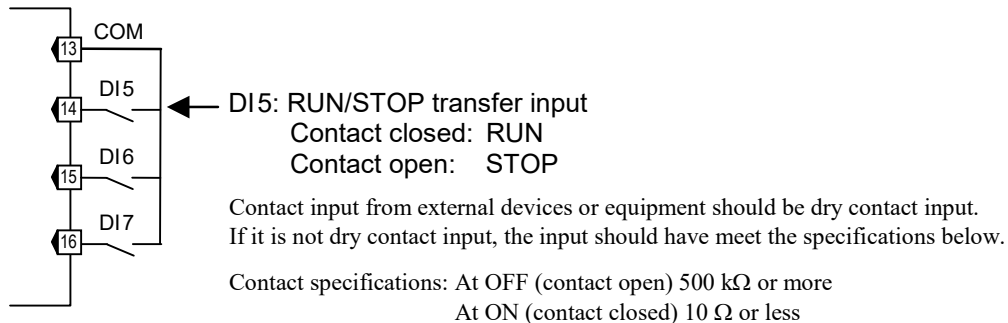 13 COM
14 DI5
15 DI6
16 DI7
DI5: RUN/STOP transfer input
Contact closed: RUN
Contact open: STOP
Contact input from external devices or equipment should be dry contact input.
If it is not dry contact input, the input should have meet the specifications below.
Contact specifications: At OFF (contact open) 500 kΩ or more
At ON (contact closed) 10 Ω or less